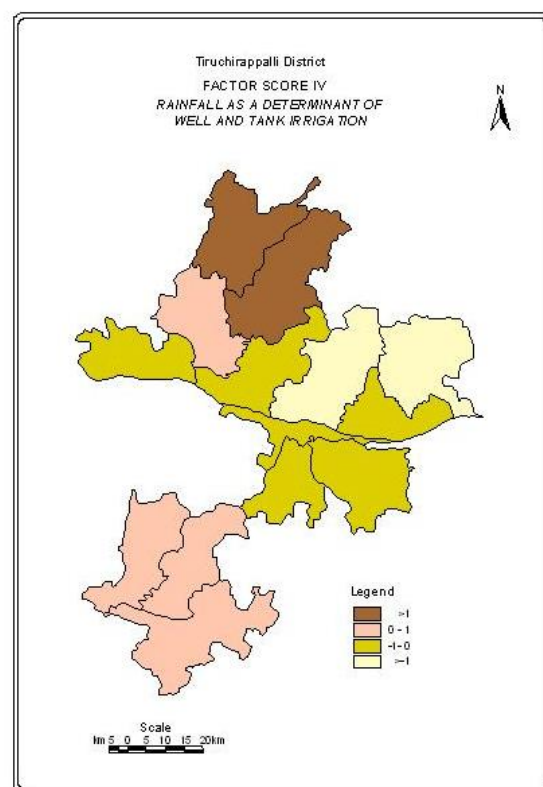 Tiruchirappalli District
FACTOR SCORE IV
RAINFALL AS A DETERMINANT OF
WELL AND TANK IRRIGATION
N
Legend
>1
0 - 1
-1 - 0
>-1
Scale
km 5 0 5 10 15 20km